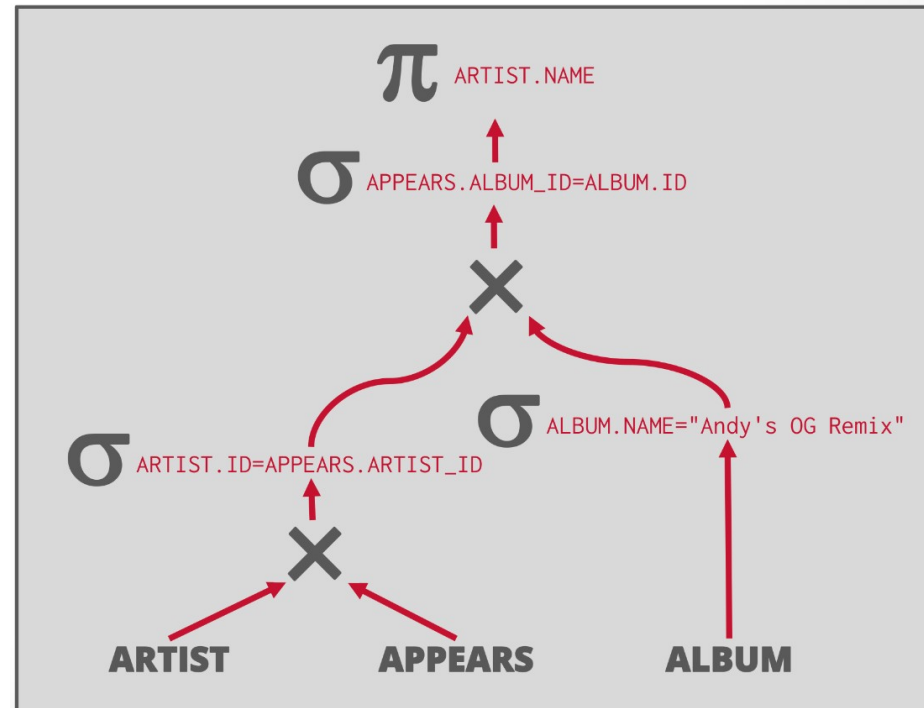 π ARTIST.NAME
σ APPEARS.ALBUM_ID=ALBUM.ID
×
σ ALBUM.NAME="Andy's OG Remix"
σ ARTIST.ID=APPEARS.ARTIST_ID
×
ARTIST APPEARS ALBUM